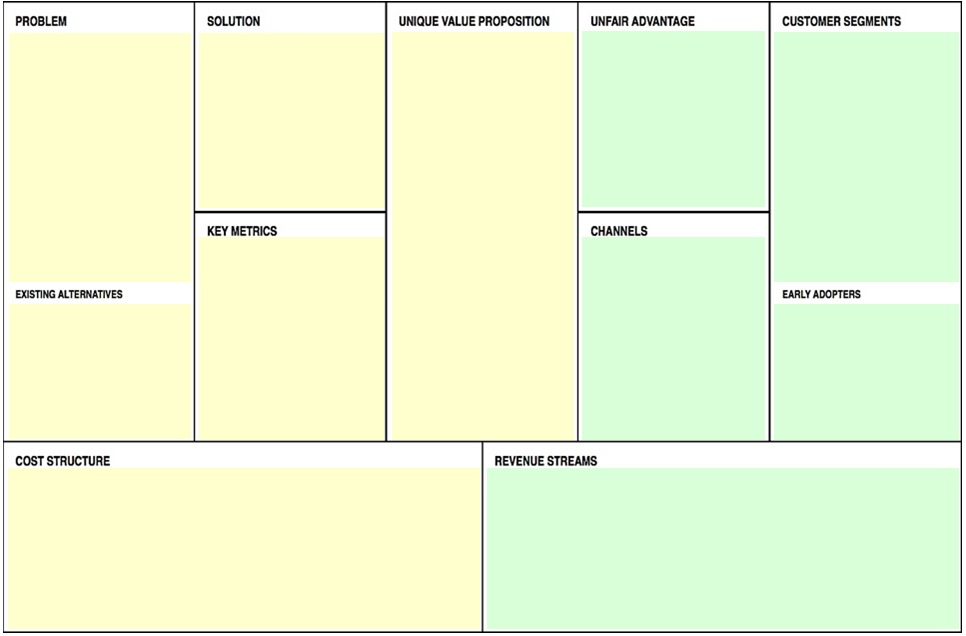 PROBLEM
SOLUTION
UNIQUE VALUE PROPOSITION
UNFAIR ADVANTAGE
CUSTOMER SEGMENTS
KEY METRICS
CHANNELS
EXISTING ALTERNATIVES
EARLY ADOPTERS
COST STRUCTURE
REVENUE STREAMS